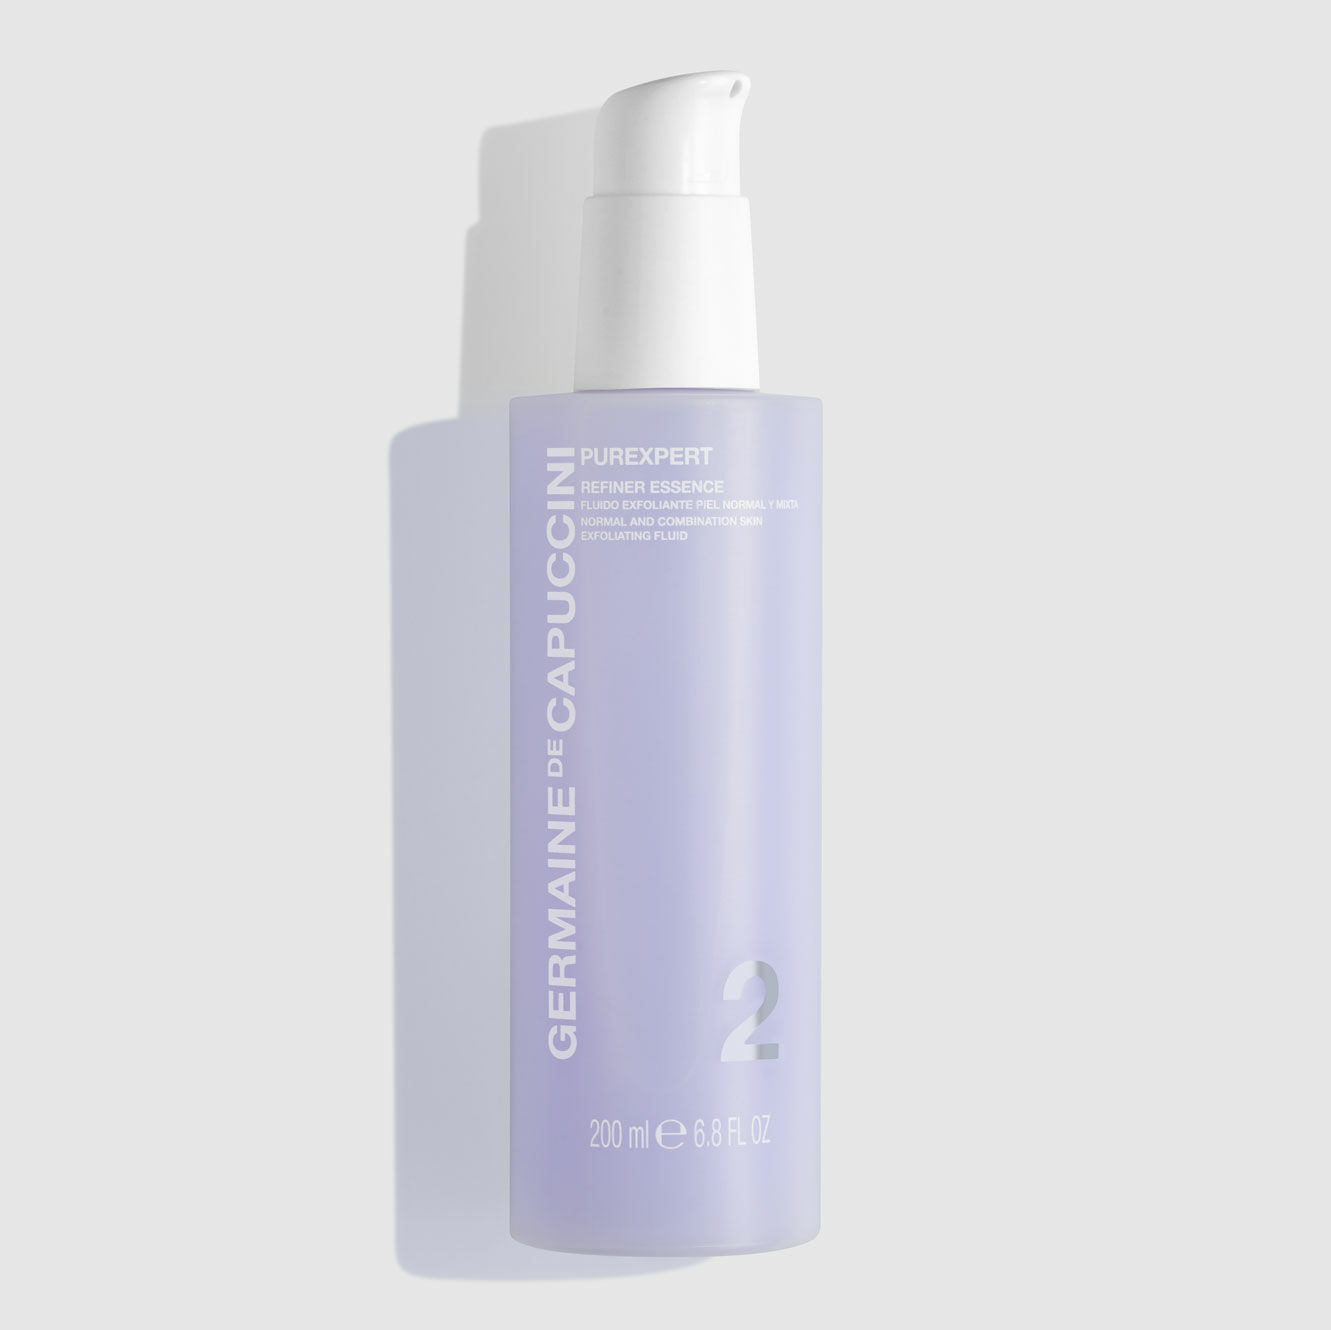 GERMAINE DE CAPUCCINI
PUREXPERT
REFINER ESSENCE
FLUIDO EXFOLIANTE PIEL NORMAL Y MIXTA
NORMAL AND COMBINATION SKIN
EXFOLIATING FLUID
2
200 ml ℮ 6.8 FL OZ